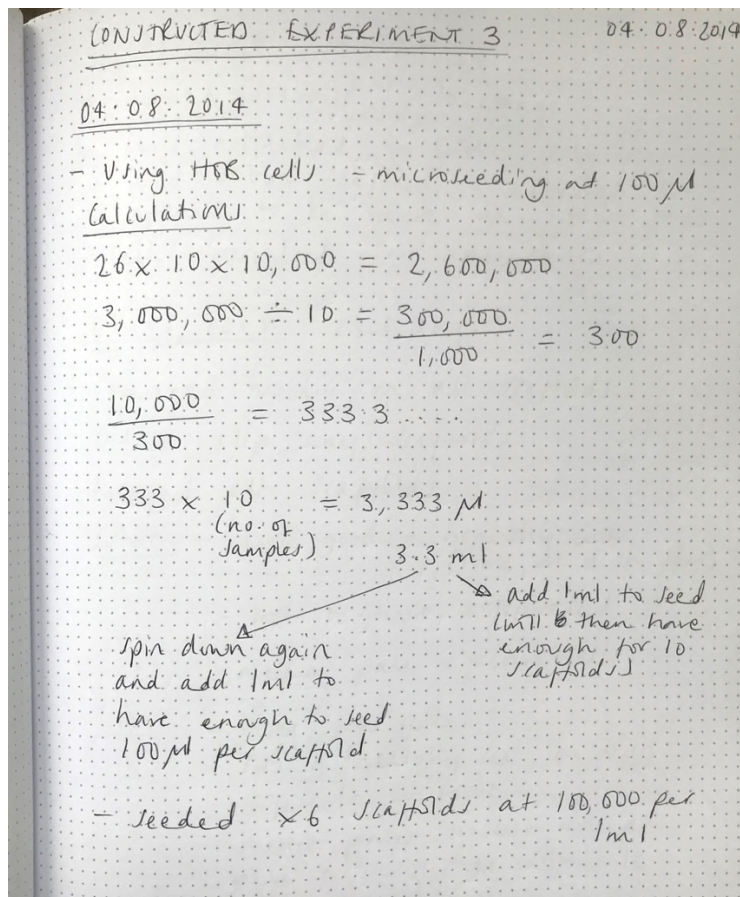 CONSTRUCTED EXPERIMENT 3 04.08.2014
04.08.2014
- Using HOB cells - microseeding at 100 µl
Calculations
26 x 10 x 10,000 = 2,600,000
3,000,000 ÷ 10 = 300,000 / 1,000 = 300
10,000 / 300 = 333.3.....
333 x 10 = 3,333 µl
(no. of
samples)
3.3 ml
add 1ml to seed
(will then have
enough for 10
scaffolds)
spin down again
and add 1ml to
have enough to seed
100 µl per scaffold
- seeded x6 scaffolds at 100,000 per
1ml